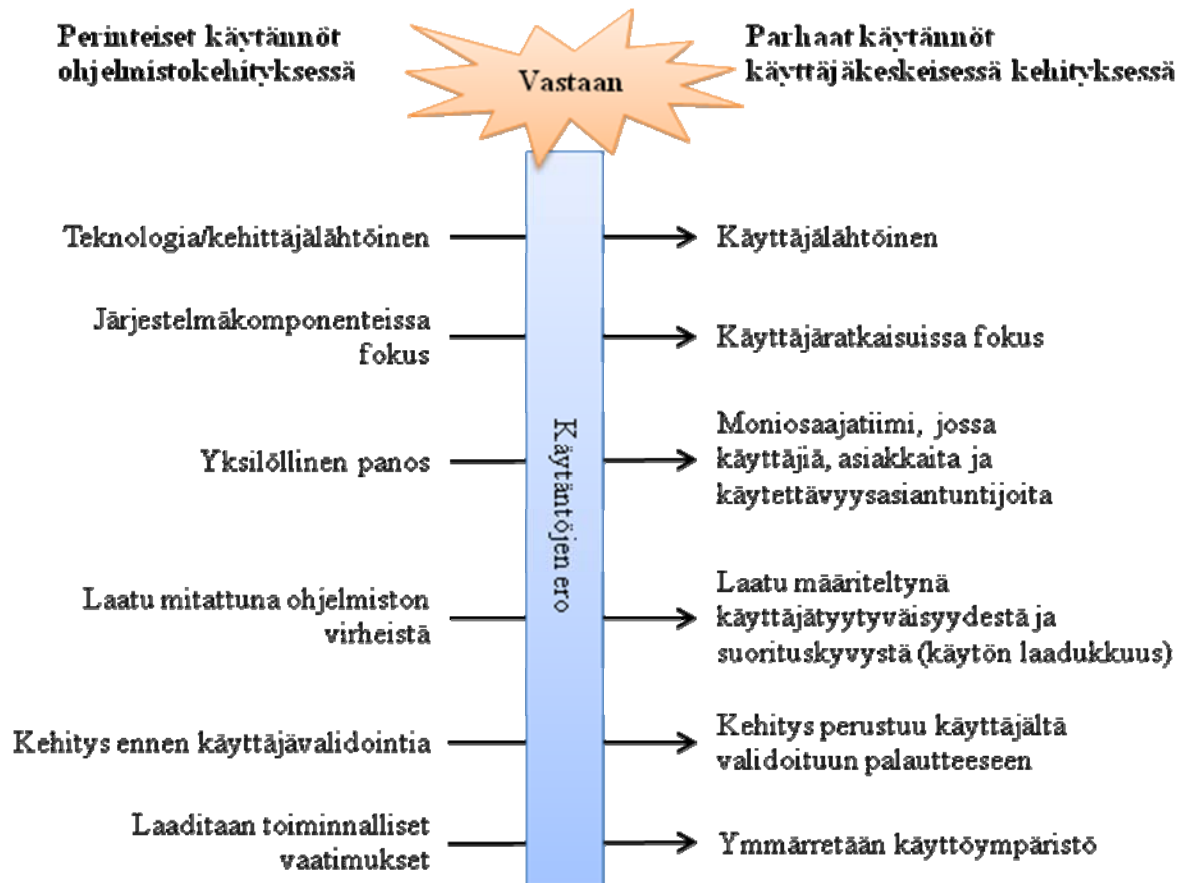 Perinteiset käytännöt
ohjelmistokehityksessä
Vastaan
Parhaat käytännöt
käyttäjäkeskeisessä kehityksessä
Teknologia/kehittäjälähtöinen
Käyttäjälähtöinen
Järjestelmäkomponenteissa
fokus
Käyttäjäratkaisuissa fokus
Yksilöllinen panos
Moniosaajatiimi, jossa
käyttäjiä, asiakkaita ja
käytettävyysasiantuntijoita
Käytäntöjen ero
Laatu mitattuna ohjelmiston
virheistä
Laatu määriteltynä
käyttäjätyytyväisyydestä ja
suorituskyvystä (käytön laadukkuus)
Kehitys ennen käyttäjävalidointia
Kehitys perustuu käyttäjältä
validoituun palautteeseen
Laaditaan toiminnalliset
vaatimukset
Ymmärretään käyttöympäristö